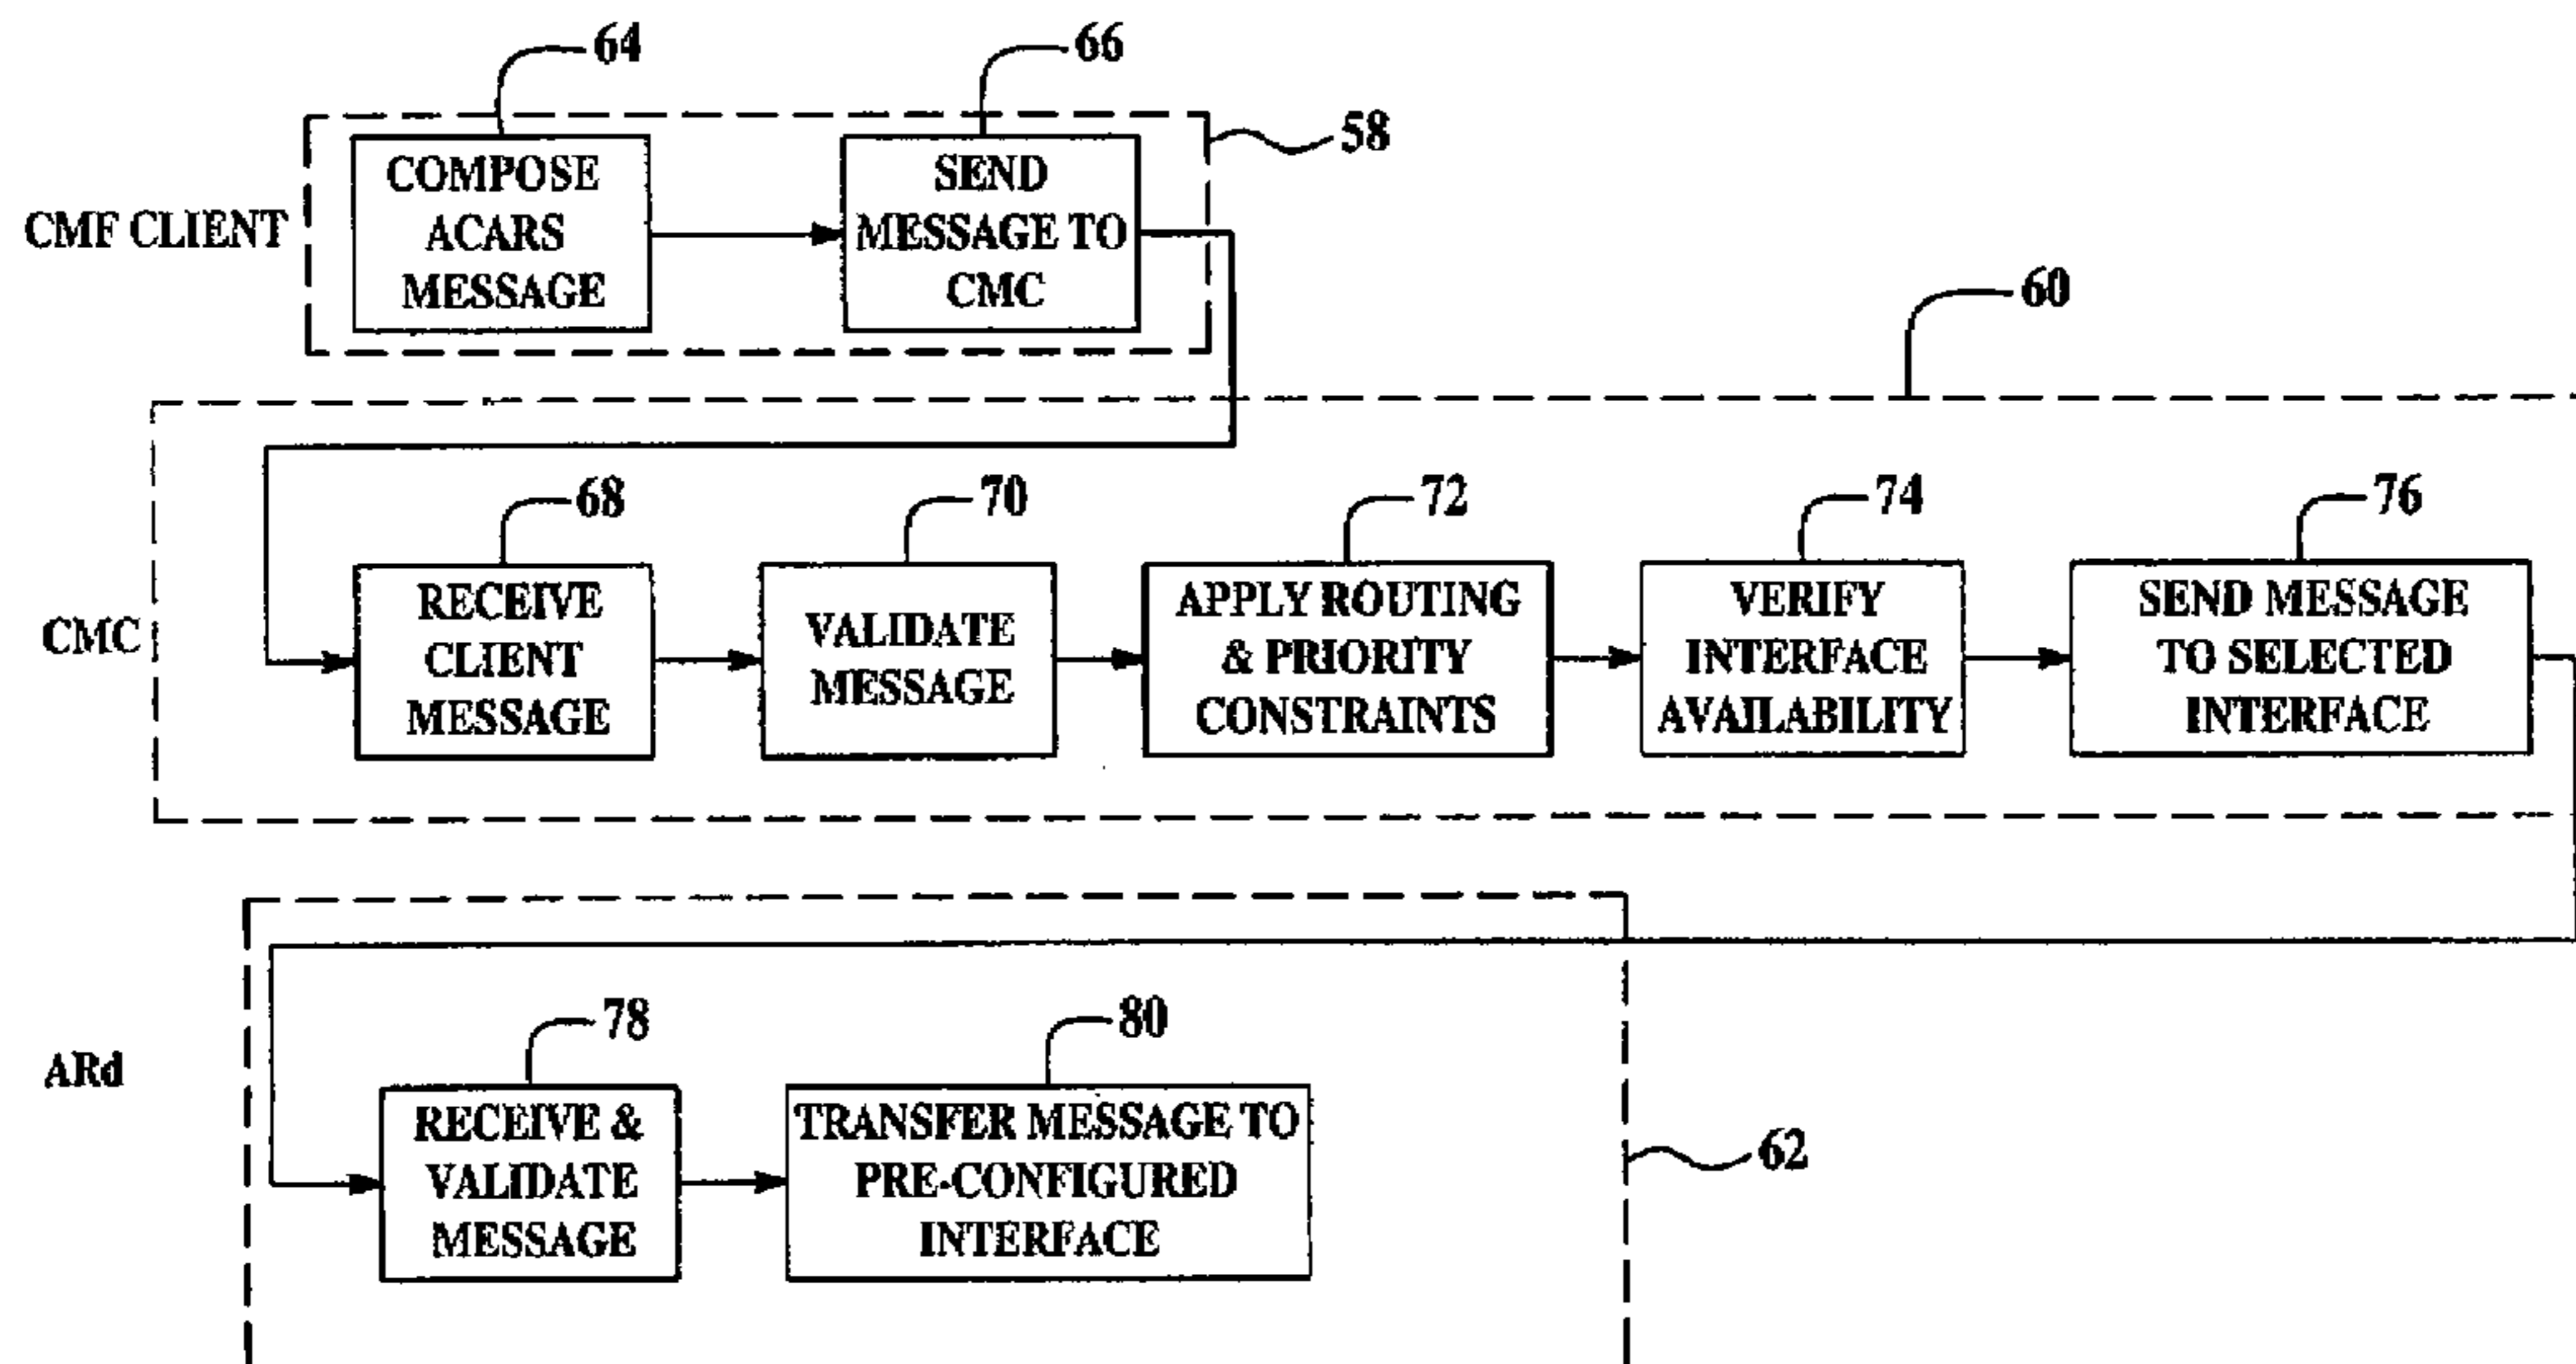 64
66
58
CMF CLIENT
COMPOSE
ACARS
MESSAGE
SEND
MESSAGE TO
CMC
60
68
70
72
74
76
CMC
RECEIVE
CLIENT
MESSAGE
VALIDATE
MESSAGE
APPLY ROUTING
& PRIORITY
CONSTRAINTS
VERIFY
INTERFACE
AVAILABILITY
SEND MESSAGE
TO SELECTED
INTERFACE
78
80
ARd
RECEIVE &
VALIDATE
MESSAGE
TRANSFER MESSAGE TO
PRE-CONFIGURED
INTERFACE
62